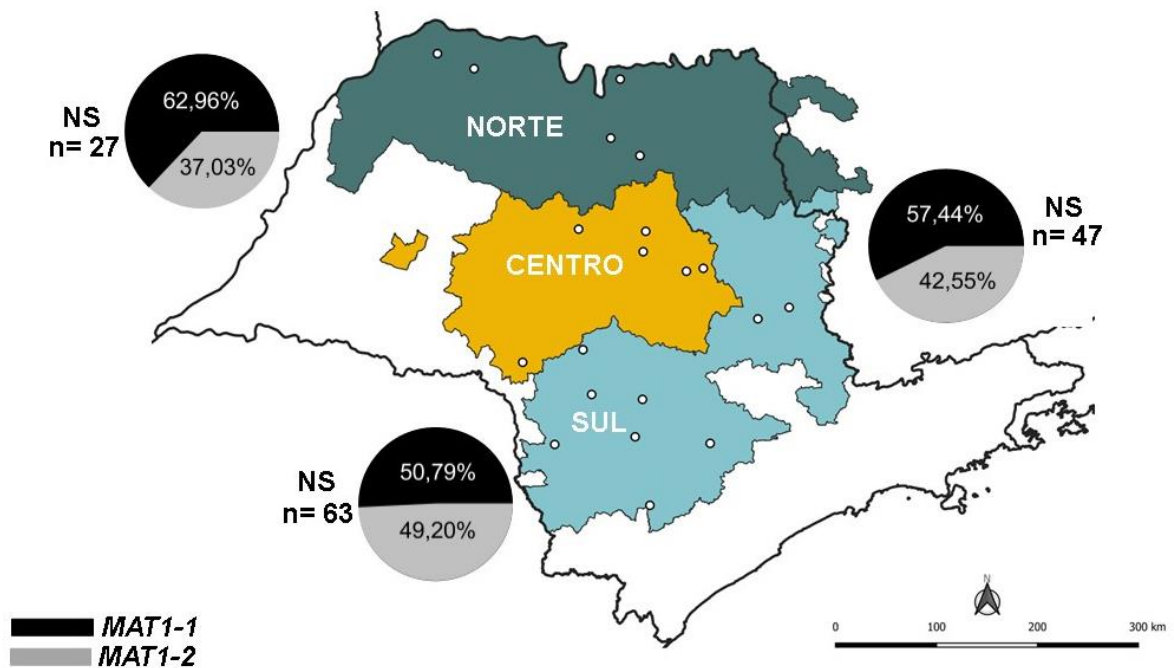 62,96%
NS
n= 27
37,03%
NORTE
57,44%
NS
n= 47
42,55%
CENTRO
SUL
50,79%
NS
n= 63
49,20%
N
MAT1-1
MAT1-2
0 100 200 300 km